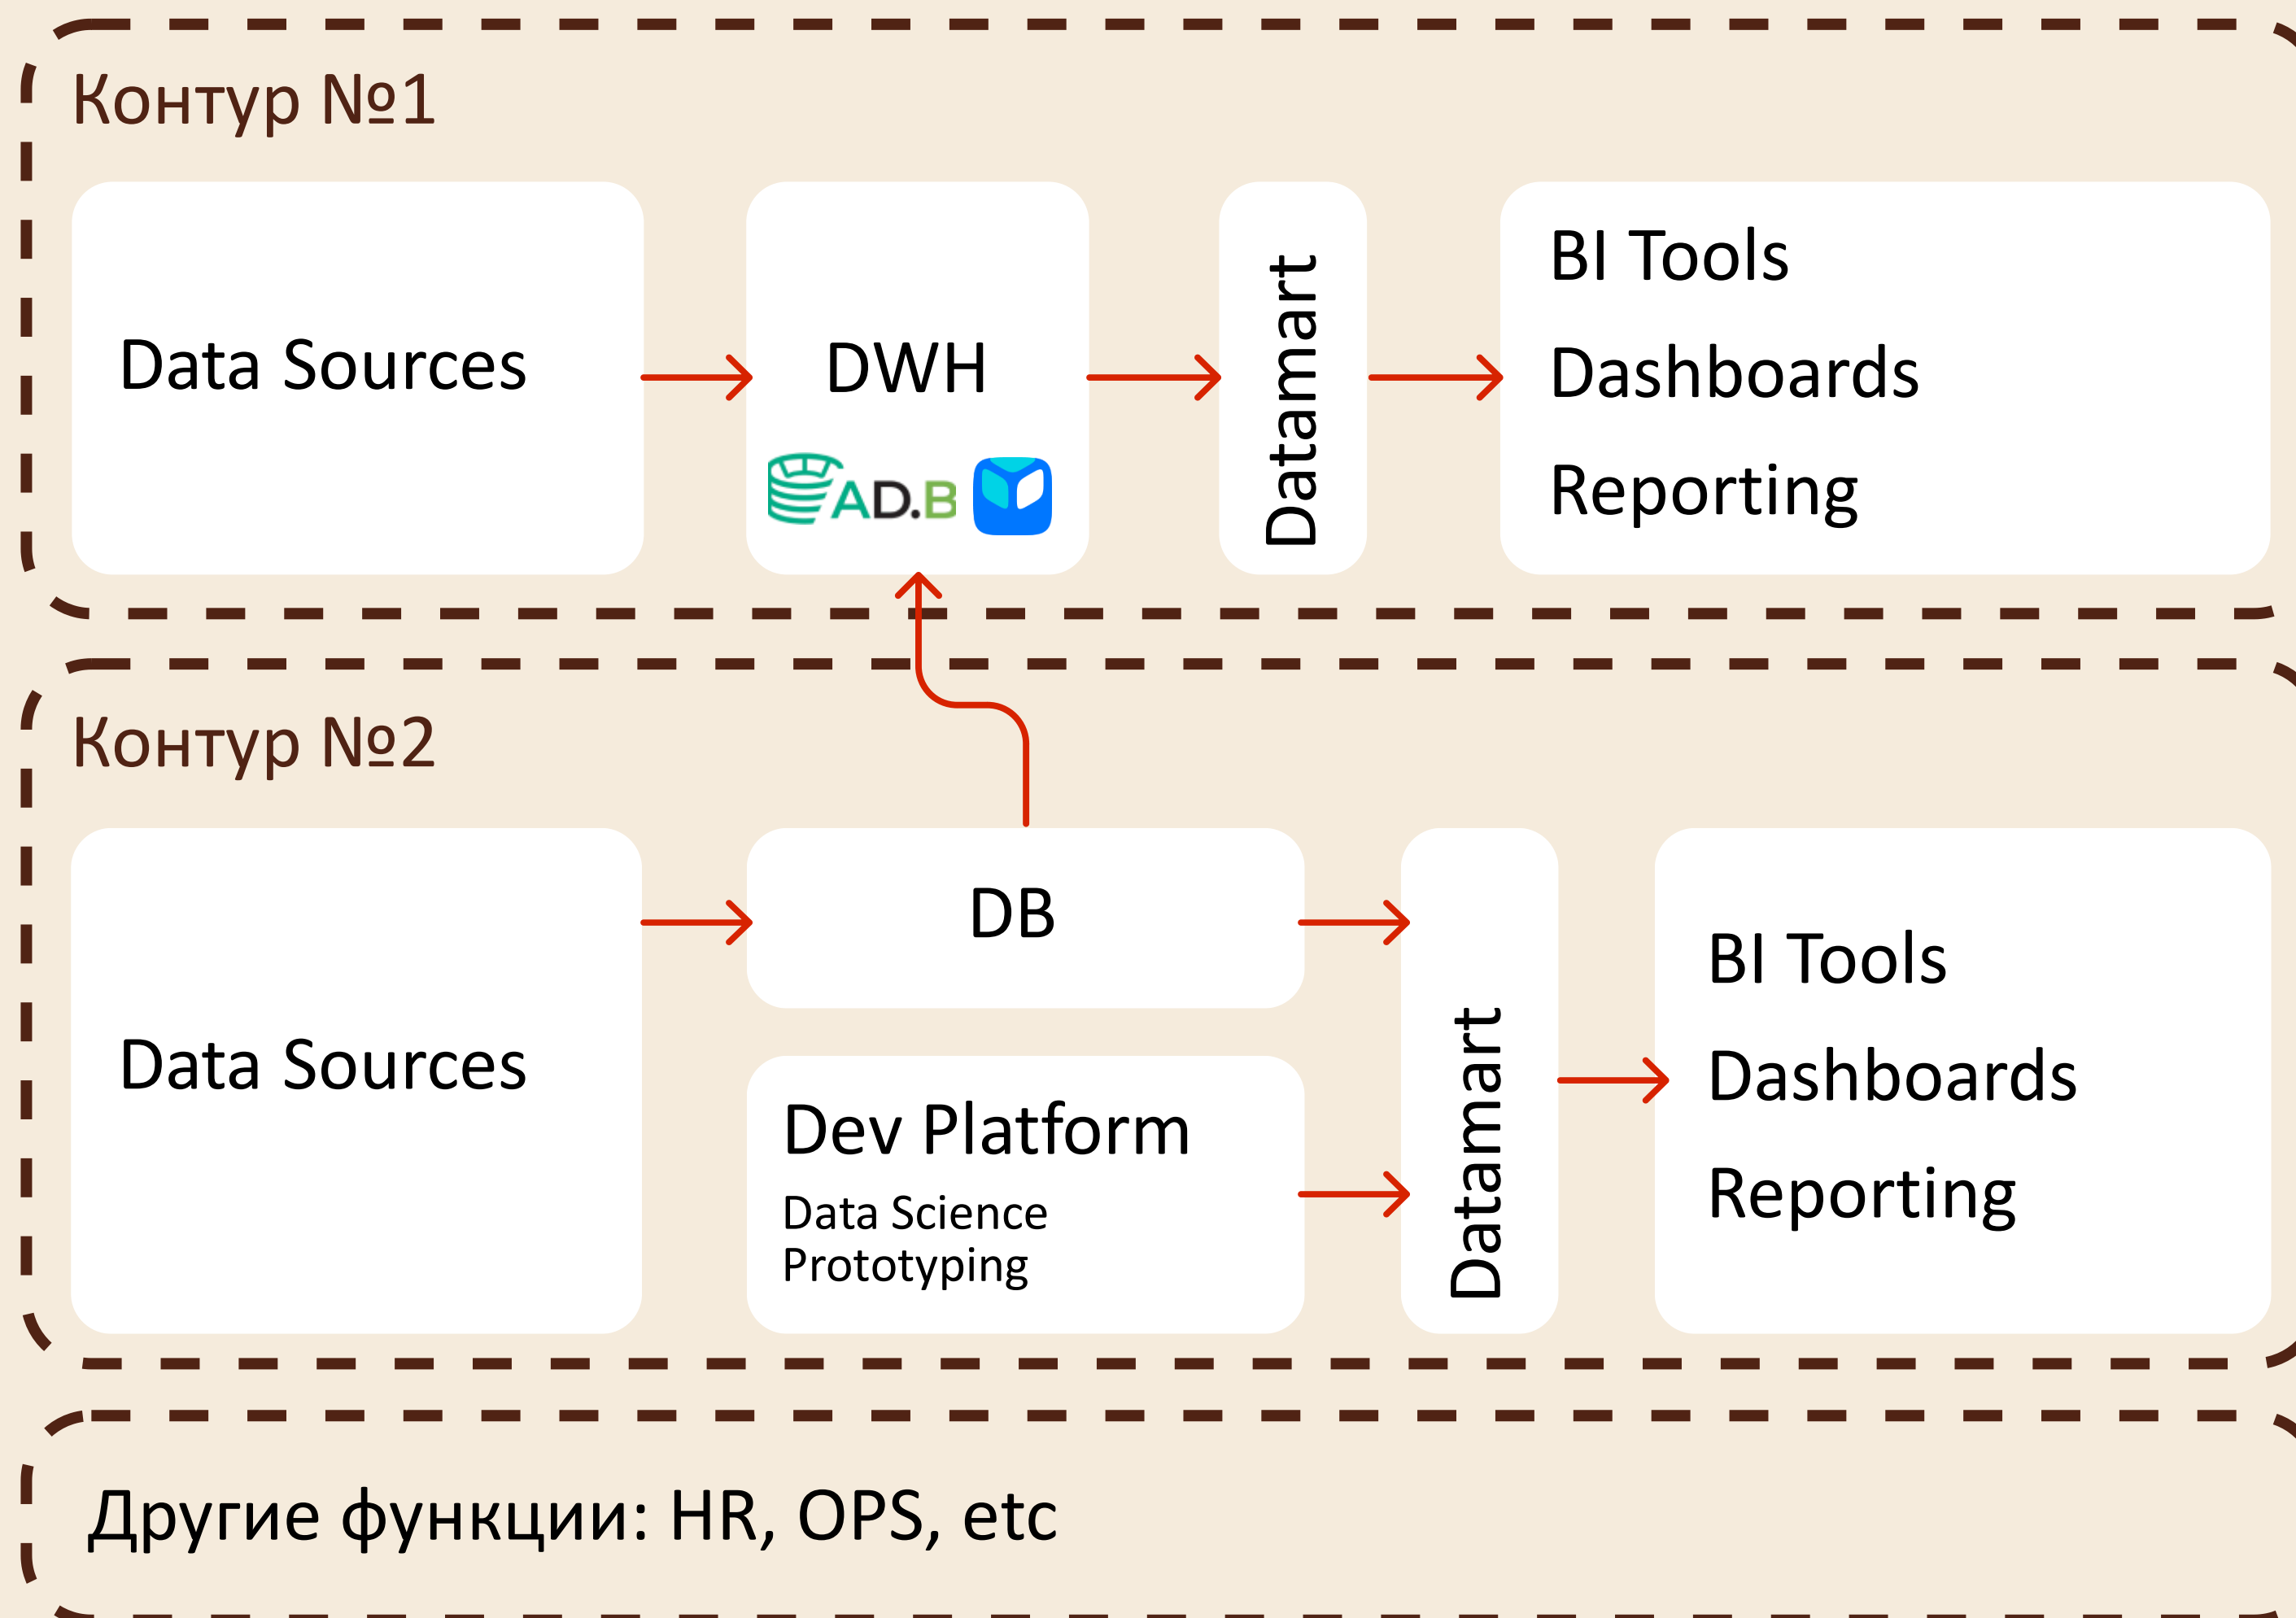 Контур №1
Data Sources
DWH
AD.B
Datamart
BI Tools
Dashboards
Reporting
Контур №2
Data Sources
DB
Dev Platform
Data Science
Prototyping
Datamart
BI Tools
Dashboards
Reporting
Другие функции: HR, OPS, etc